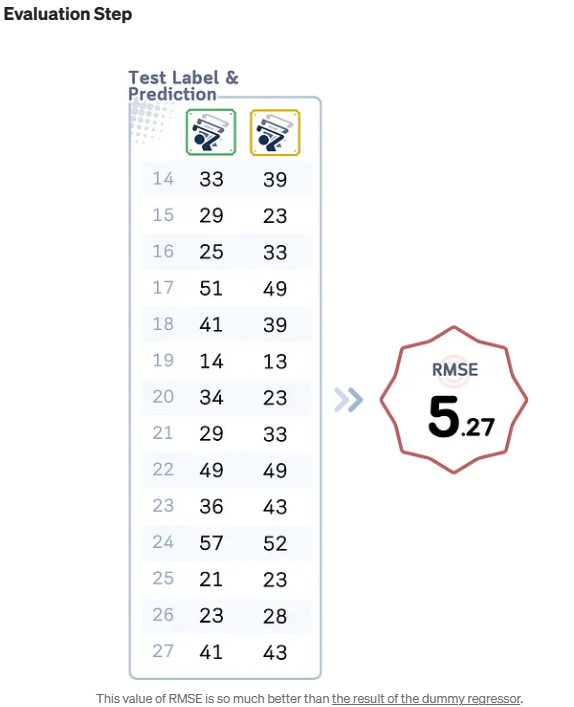 Evaluation Step
Test Label &
Prediction
14 33 39
15 29 23
16 25 33
17 51 49
18 41 39
19 14 13
20 34 23
21 29 33
22 49 49
23 36 43
24 57 52
25 21 23
26 23 28
27 41 43
RMSE
5.27
This value of RMSE is so much better than the result of the dummy regressor.